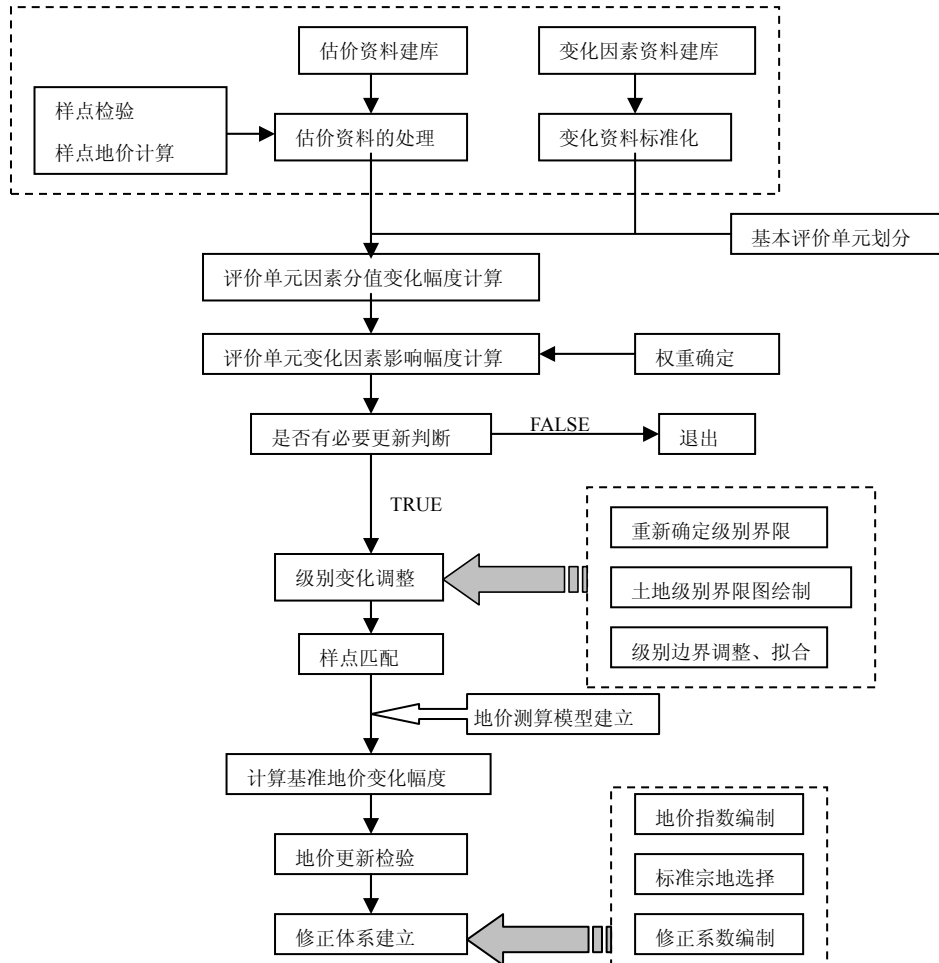 估价资料建库
变化因素资料建库
样点检验
样点地价计算
估价资料的处理
变化资料标准化
基本评价单元划分
评价单元因素分值变化幅度计算
评价单元变化因素影响幅度计算
权重确定
是否有必要更新判断
FALSE
退出
TRUE
重新确定级别界限
级别变化调整
土地级别界限图绘制
样点匹配
级别边界调整、拟合
地价测算模型建立
计算基准地价变化幅度
地价指数编制
地价更新检验
标准宗地选择
修正体系建立
修正系数编制